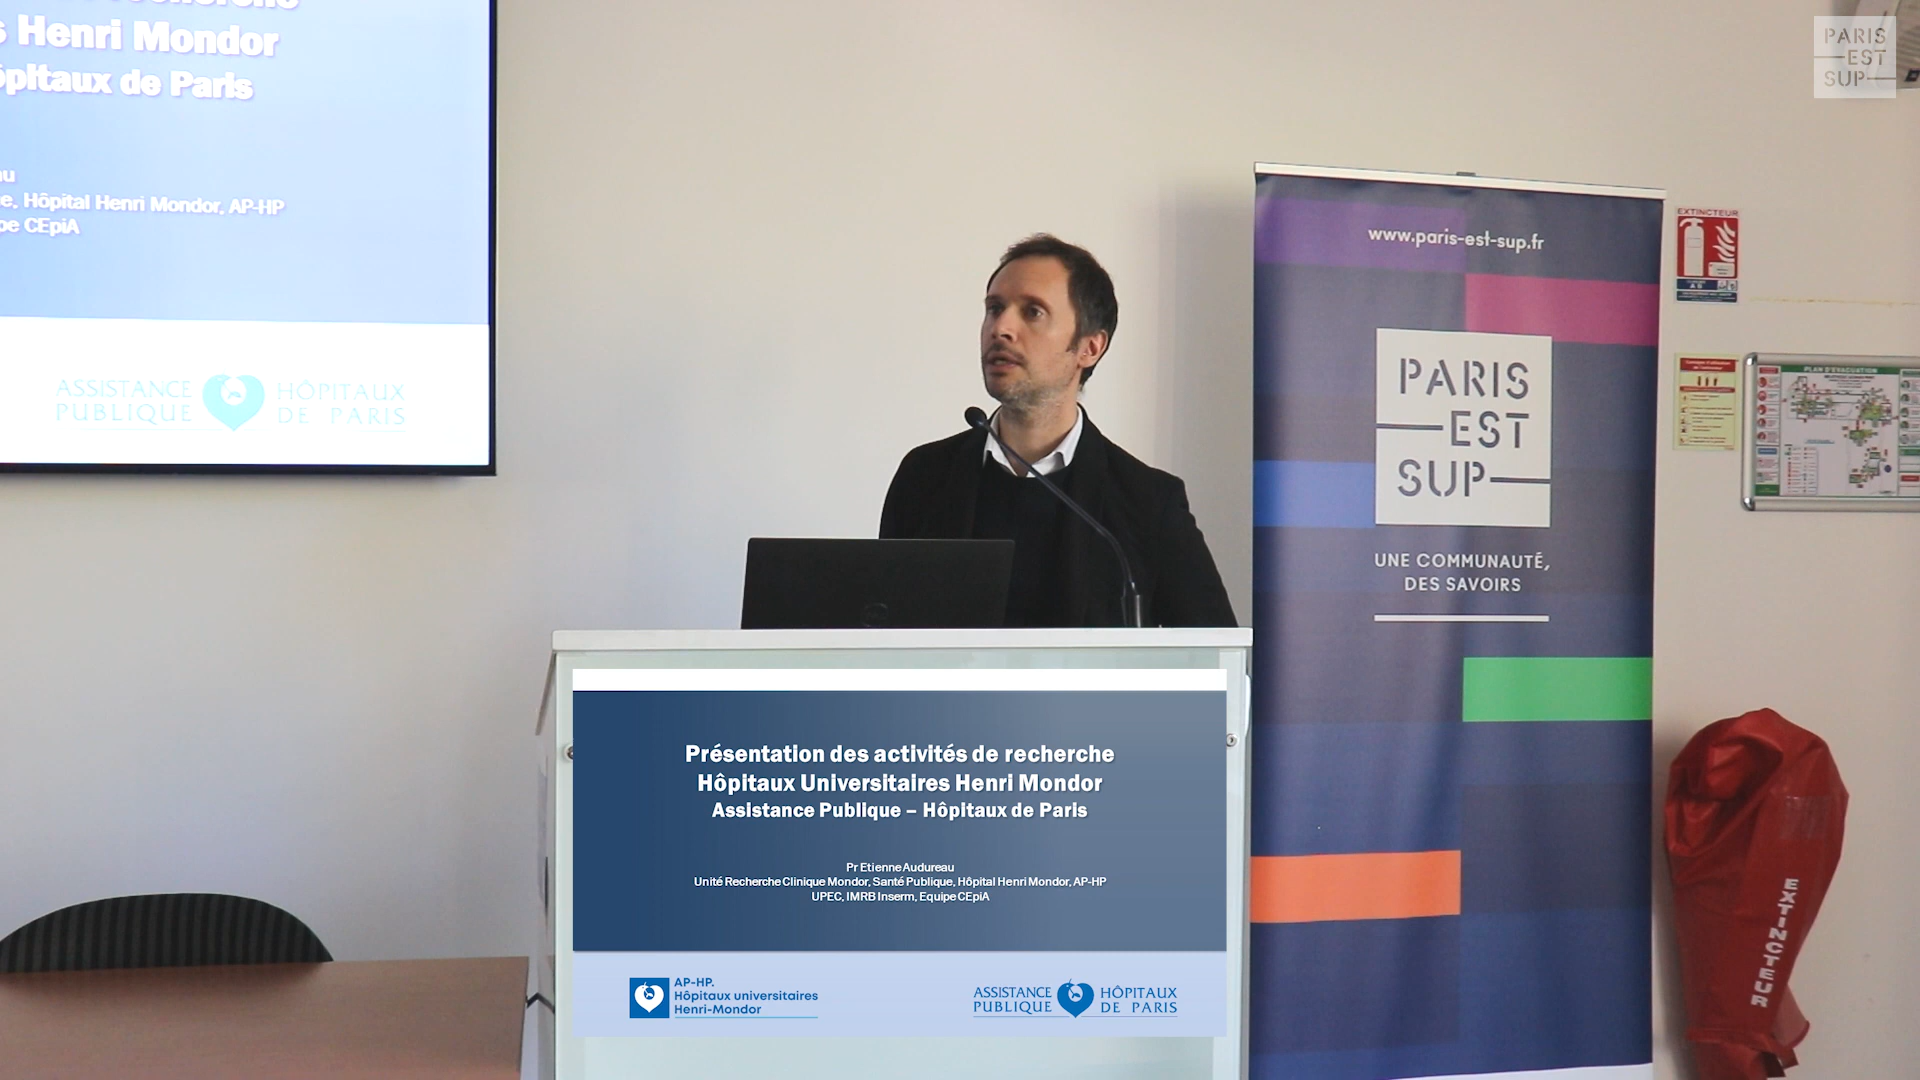 s Henri Mondor
ôpitaux de Paris
e, Hôpital Henri Mondor, AP-HP
pe CEpiA
ASSISTANCE PUBLIQUE
HÔPITAUX DE PARIS
PARIS
EST
SUP
www.paris-est-sup.fr
PARIS
EST
SUP
UNE COMMUNAUTÉ,
DES SAVOIRS
EXTINCTEUR
PLAN D'EVACUATION
Présentation des activités de recherche
Hôpitaux Universitaires Henri Mondor
Assistance Publique – Hôpitaux de Paris
Pr Etienne Audureau
Unité Recherche Clinique Mondor, Santé Publique, Hôpital Henri Mondor, AP-HP
UPEC, IMRB Inserm, Equipe CEpiA
AP-HP.
Hôpitaux universitaires
Henri-Mondor
ASSISTANCE PUBLIQUE
HÔPITAUX DE PARIS
EXTINCTEUR